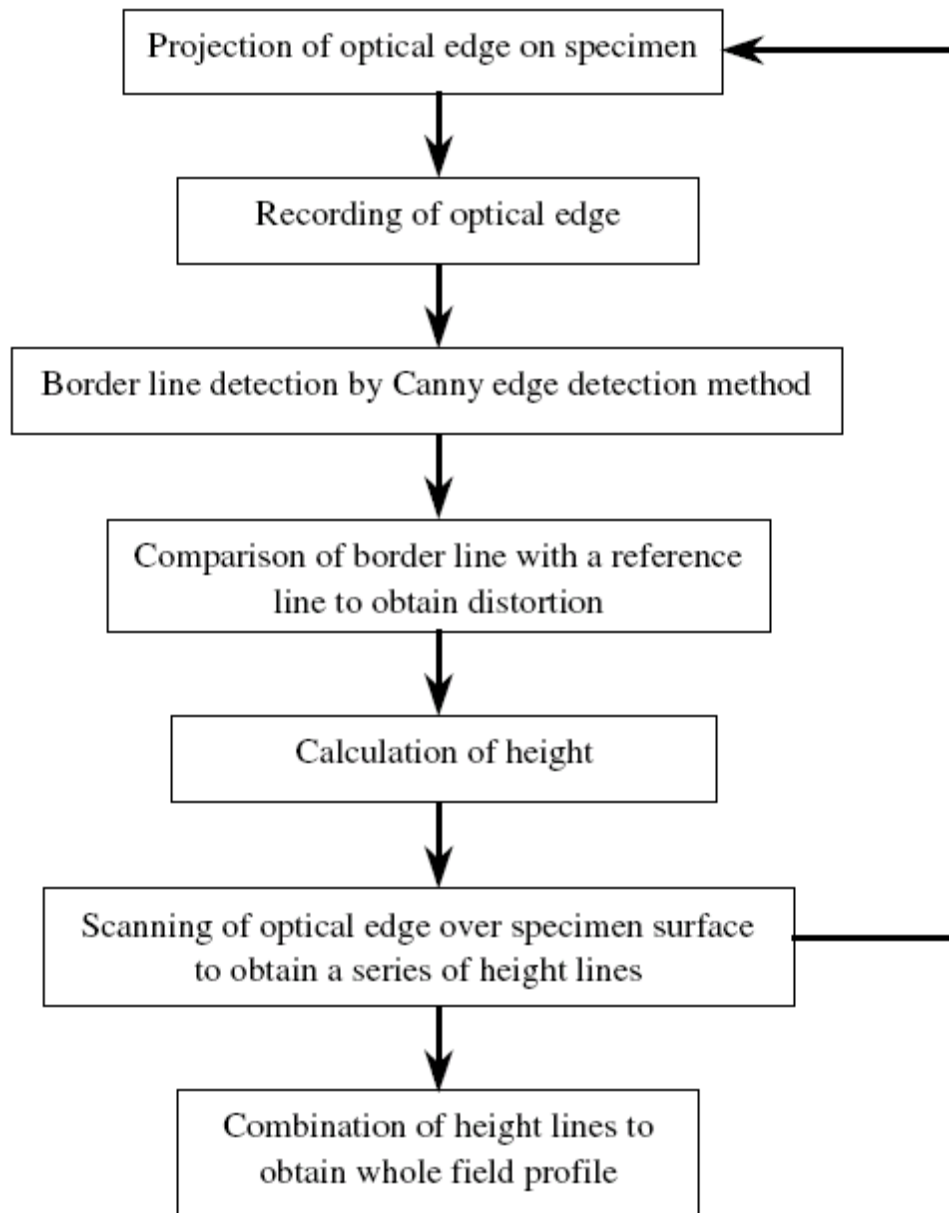 Projection of optical edge on specimen
Recording of optical edge
Border line detection by Canny edge detection method
Comparison of border line with a reference
line to obtain distortion
Calculation of height
Scanning of optical edge over specimen surface
to obtain a series of height lines
Combination of height lines to
obtain whole field profile